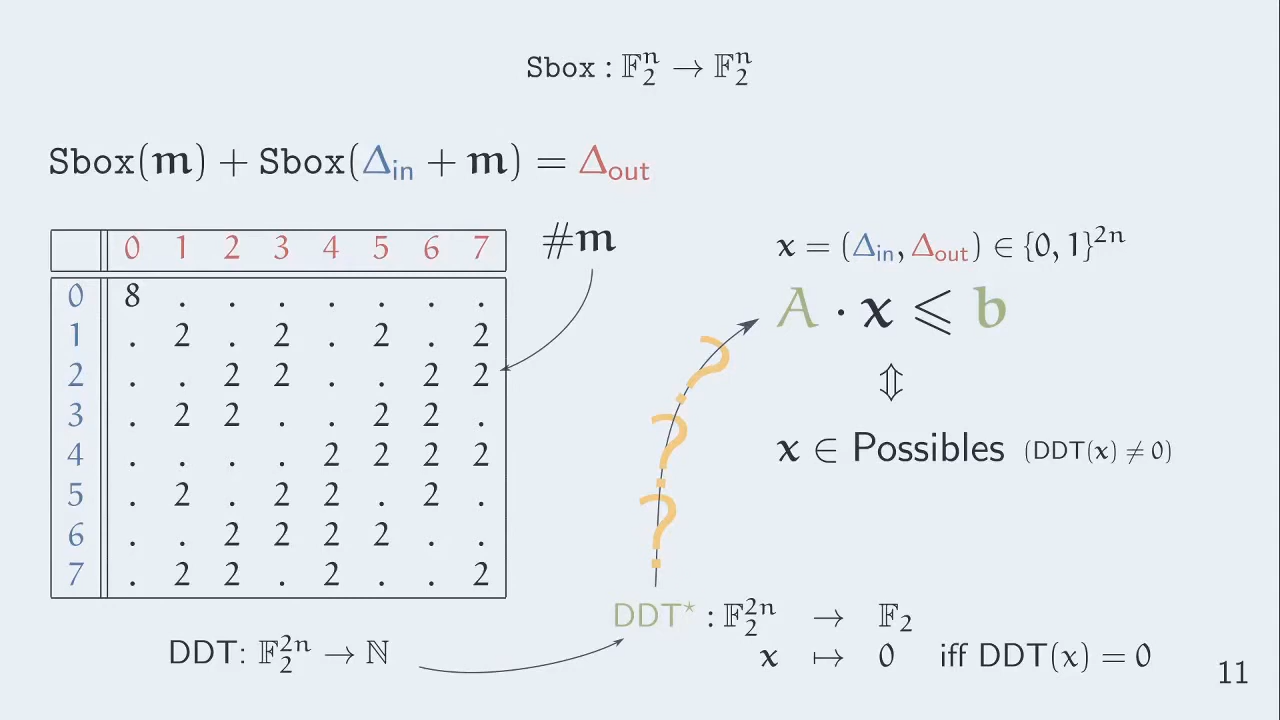 Sbox : 𝔽₂ⁿ → 𝔽₂ⁿ
Sbox(m) + Sbox(Δin + m) = Δout
#m
0 1 2 3 4 5 6 7
0 8 . . . . . . .
1 . 2 . 2 . 2 . 2
2 . . 2 2 . . 2 2
3 . 2 2 . . 2 2 .
4 . . . . 2 2 2 2
5 . 2 . 2 2 . 2 .
6 . . 2 2 2 2 . .
7 . 2 2 . 2 . . 2
DDT: 𝔽₂²ⁿ → ℕ
x = (Δin, Δout) ∈ {0, 1}²ⁿ
A · x ⩽ b
⇕
x ∈ Possibles (DDT(x) ≠ 0)
?
?
?
DDT* : 𝔽₂²ⁿ → 𝔽₂
x ↦ 0 iff DDT(x) = 0
11